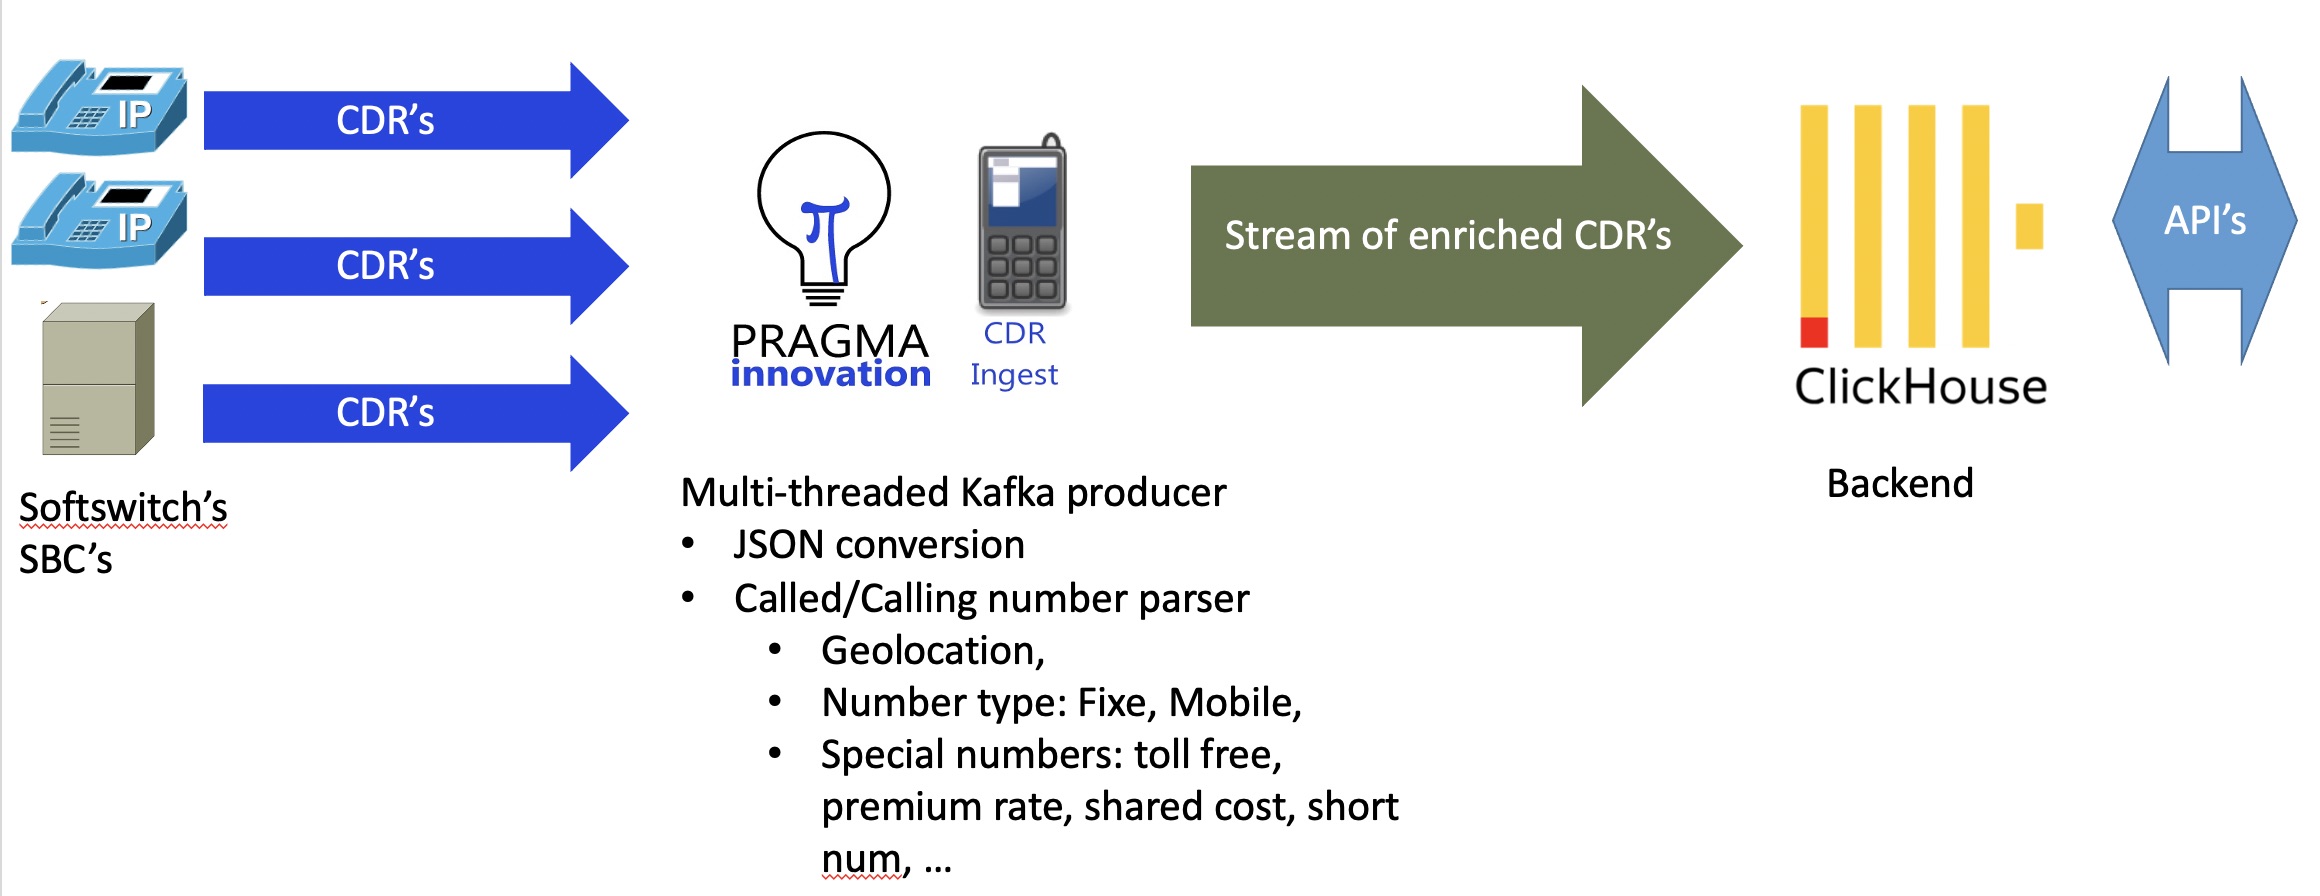 IP
CDR's
IP
CDR's
CDR's
Softswitch's
SBC's
π
PRAGMA
innovation
CDR
Ingest
Multi-threaded Kafka producer
• JSON conversion
• Called/Calling number parser
• Geolocation,
• Number type: Fixe, Mobile,
• Special numbers: toll free,
premium rate, shared cost, short
num, ...
Stream of enriched CDR's
ClickHouse
Backend
API's